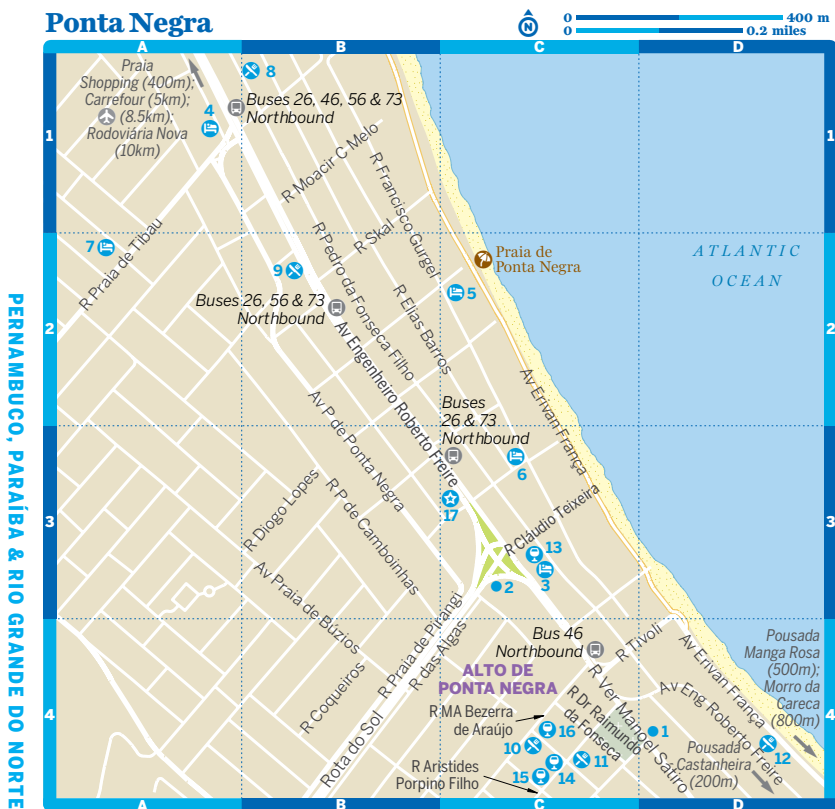 Ponta Negra
N
0 400 m
0 0.2 miles
A B C D
Praia
Shopping (400m);
Carrefour (5km);
(8.5km);
Rodoviária Nova
(10km)
4
8
Buses 26, 46, 56 & 73
Northbound
1 1
R Moacir C Melo
R Francisco Gurgel
R Skal
R Pedro da Fonseca Filho
7
R Praia de Tibau
9
Praia de
Ponta Negra
ATLANTIC
OCEAN
Buses 26, 56 & 73
Northbound
5
2 2
R Elias Barros
Av Engenheiro Roberto Freire
Av Erivan França
Av P de Ponta Negra
Buses
26 & 73
Northbound
6
17
R Diogo Lopes
R P de Camboinhas
R Cláudio Teixeira
3 3
13
3
2
Av Praia de Búzios
R Praia de Pirangi
R das Algas
Bus 46
Northbound
R Tivoli
Av Erivan França
Pousada
Manga Rosa
(500m);
Morro da
Careca
(800m)
ALTO DE
PONTA NEGRA
R Coqueiros
Rota do Sol
R Ver Manoel Sátiro
Av Eng Roberto Freire
R Dr Raimundo
da Fonseca
4 4
R MA Bezerra
de Araújo
16
10
1
11
12
R Aristides
Porpino Filho
15 14
Pousada
Castanheira
(200m)
A B C D
PERNAMBUCO, PARAÍBA & RIO GRANDE DO NORTE